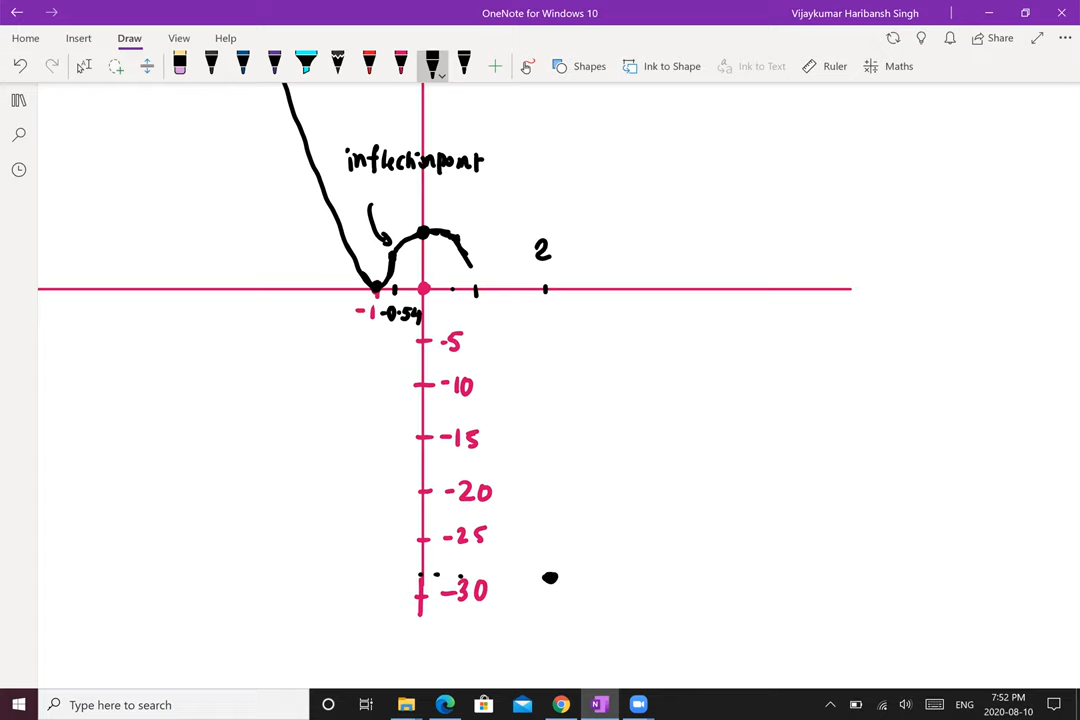 OneNote for Windows 10
Vijaykumar Haribansh Singh
Home Insert Draw View Help
Share
Shapes
Ink to Shape
Ink to Text
Ruler
Maths
inflection point
2
-1 -0.54
-5
-10
-15
-20
-25
-30
Type here to search
ENG
7:52 PM
2020-08-10